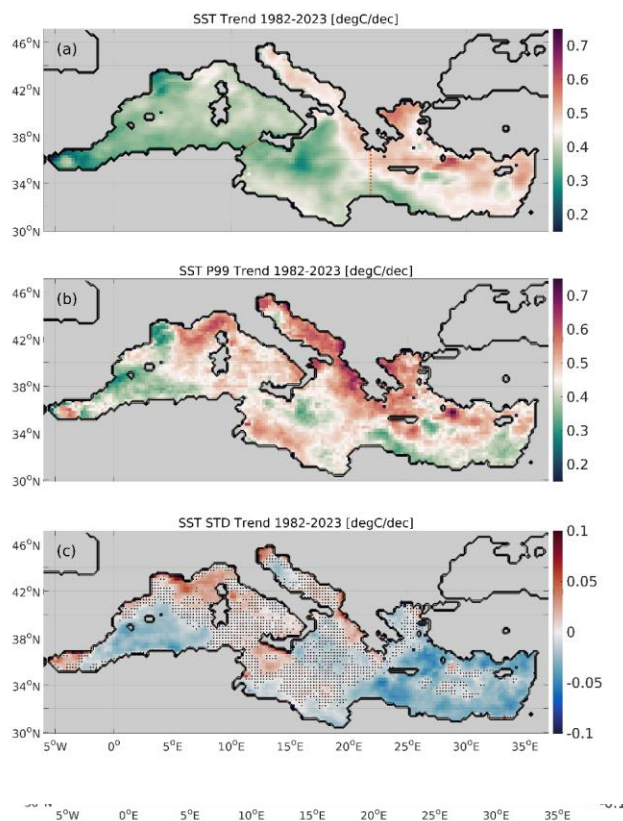 SST Trend 1982-2023 [degC/dec]
(a)
46°N
42°N
38°N
34°N
30°N
0.7
0.6
0.5
0.4
0.3
0.2
SST P99 Trend 1982-2023 [degC/dec]
(b)
46°N
42°N
38°N
34°N
30°N
0.7
0.6
0.5
0.4
0.3
0.2
SST STD Trend 1982-2023 [degC/dec]
(c)
46°N
42°N
38°N
34°N
30°N
0.1
0.05
0
-0.05
-0.1
5°W 0° 5°E 10°E 15°E 20°E 25°E 30°E 35°E
5°W 0°E 5°E 10°E 15°E 20°E 25°E 30°E 35°E